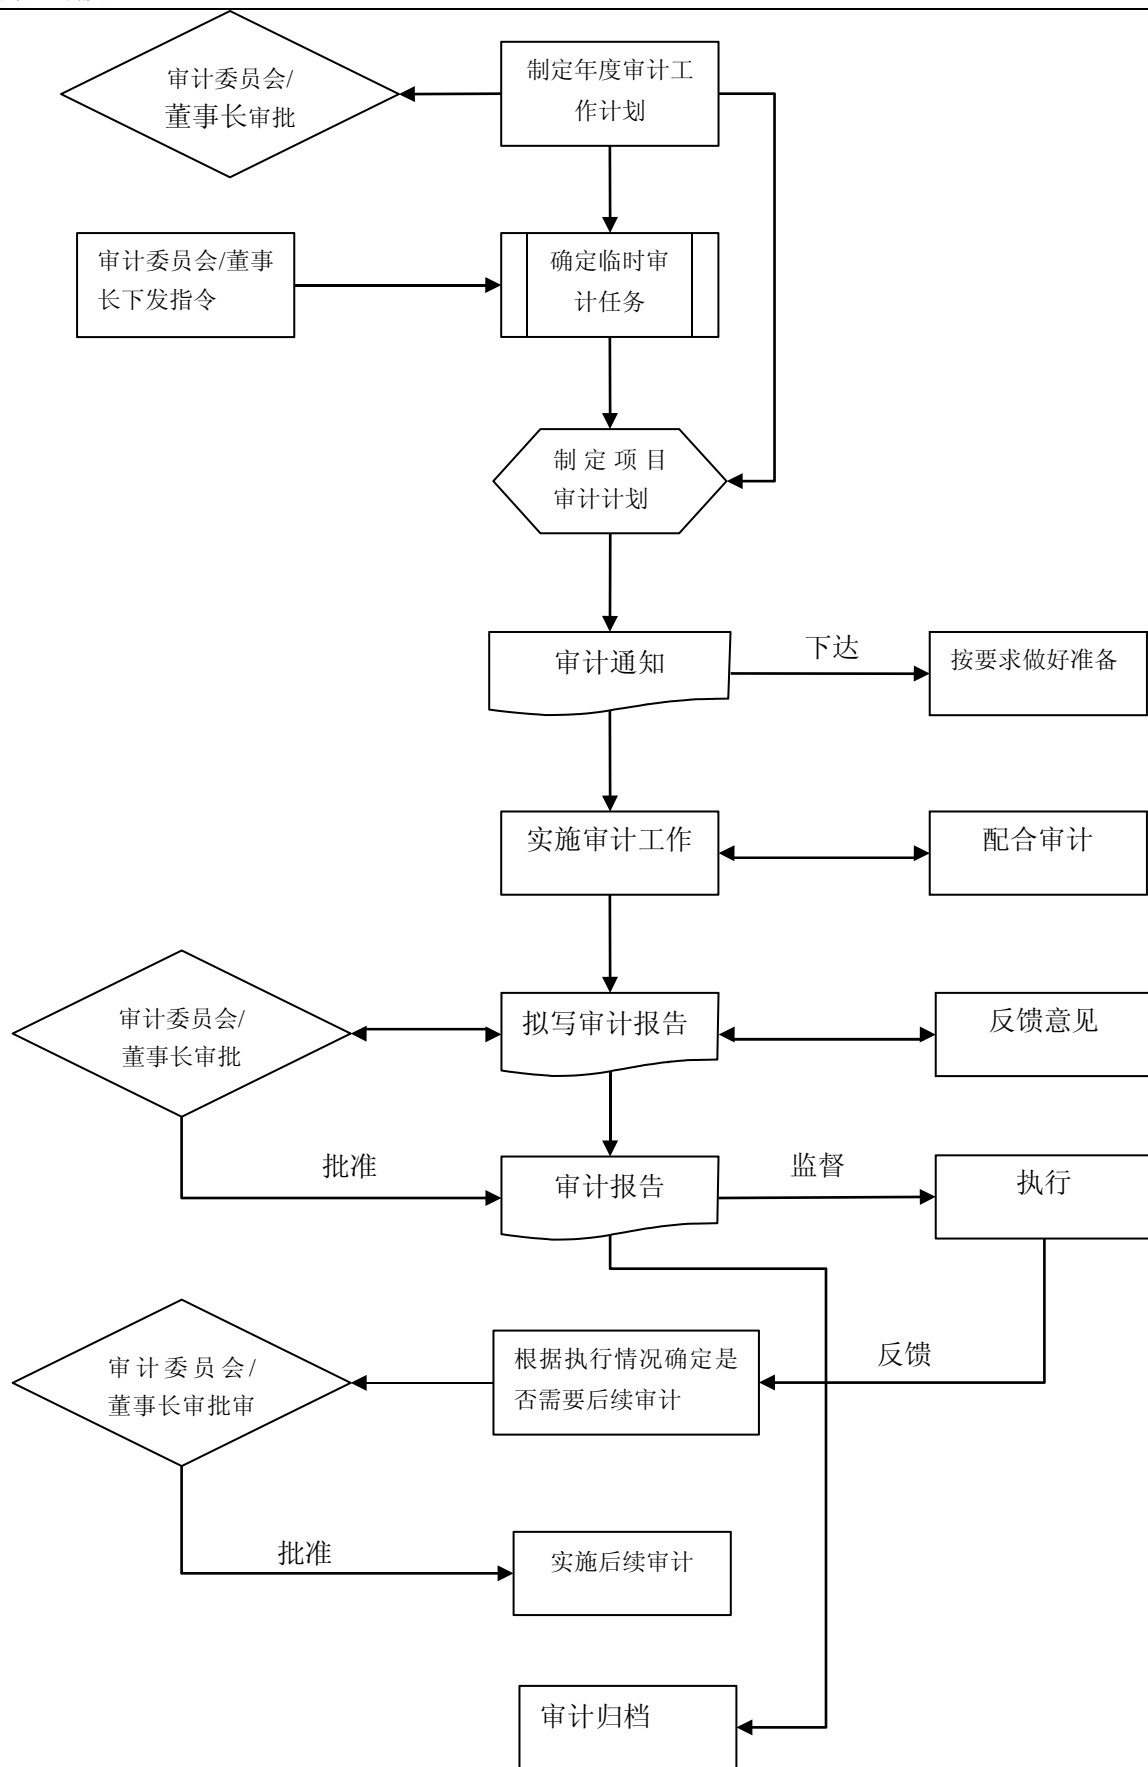 审计委员会/
董事长审批
制定年度审计工
作计划
审计委员会/董事
长下发指令
确定临时审
计任务
制定项目
审计计划
审计通知
下达
按要求做好准备
实施审计工作
配合审计
审计委员会/
董事长审批
拟写审计报告
反馈意见
批准
审计报告
监督
执行
审计委员会/
董事长审批审
根据执行情况确定是
否需要后续审计
反馈
批准
实施后续审计
审计归档